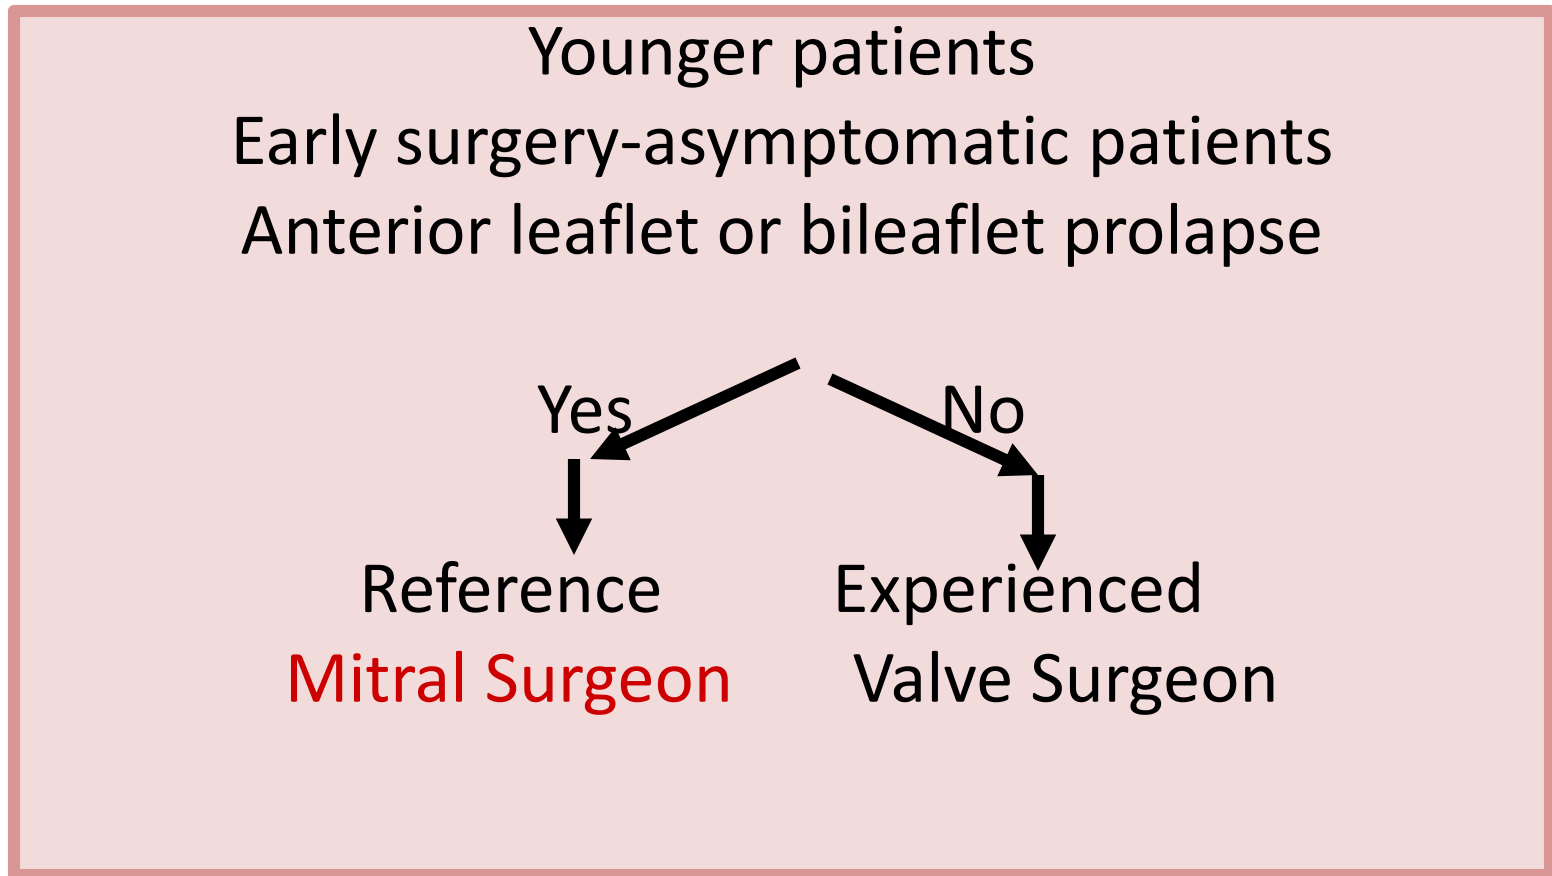 Younger patients
Early surgery-asymptomatic patients
Anterior leaflet or bileaflet prolapse
Yes No
Reference Experienced
Mitral Surgeon Valve Surgeon